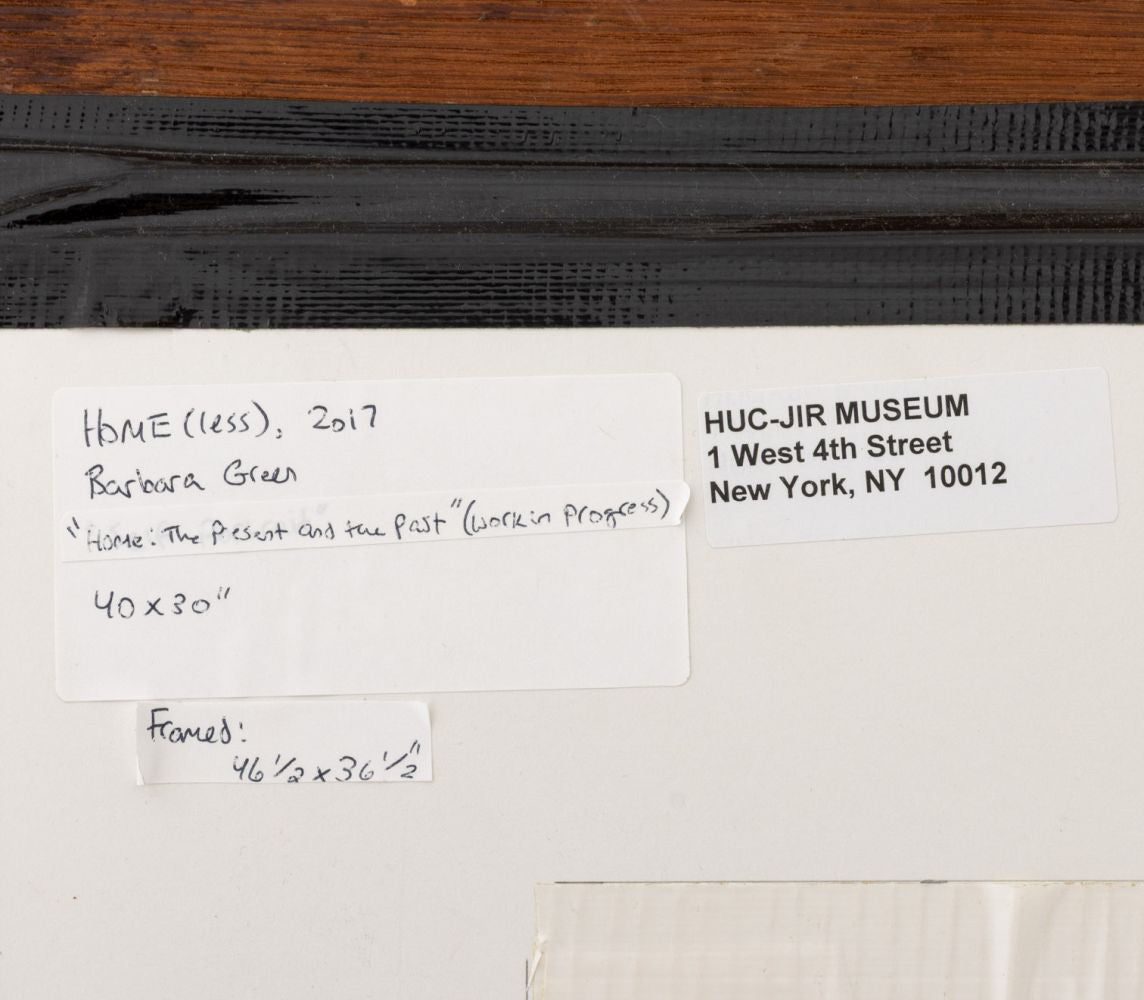 HOME (less), 2017
Barbara Green
"Home: The Present and the Past" (work in Progress)
40 x 30"
Framed:
46 1/2 x 36 1/2"
HUC-JIR MUSEUM
1 West 4th Street
New York, NY 10012